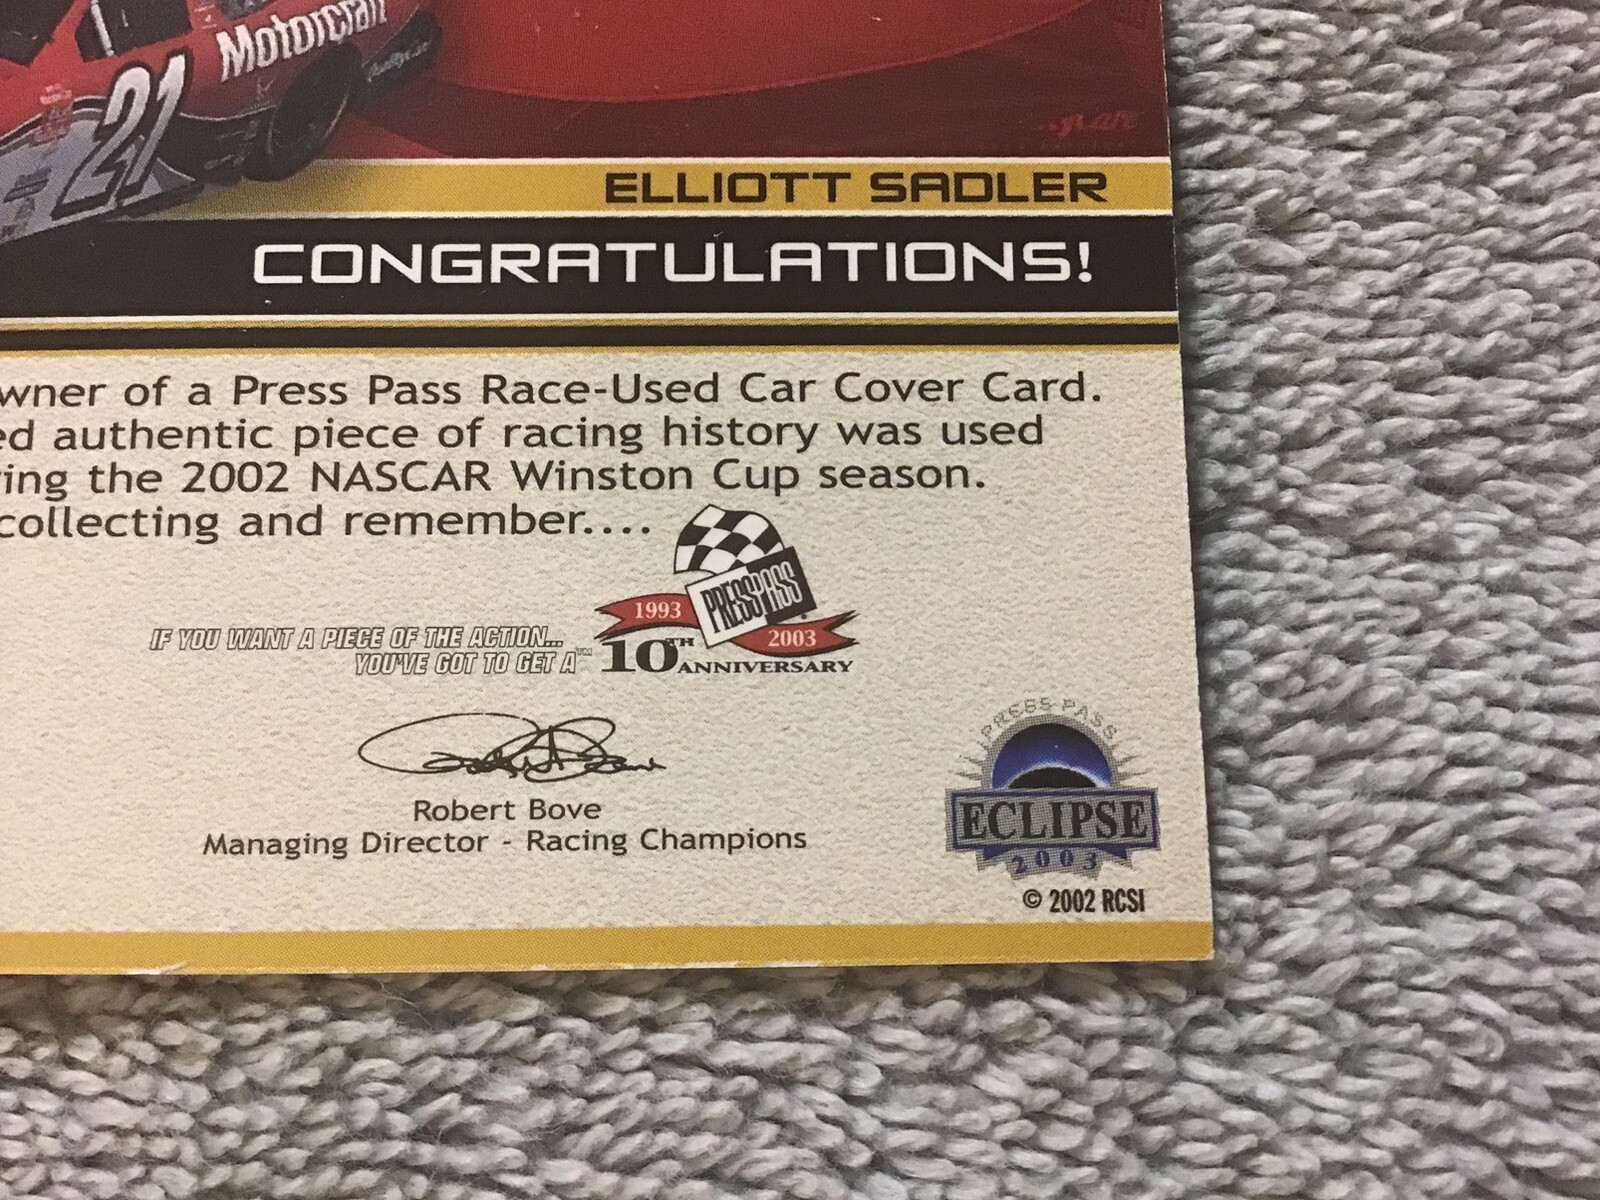 Motorcraft
21
ELLIOTT SADLER
CONGRATULATIONS!
wner of a Press Pass Race-Used Car Cover Card.
ed authentic piece of racing history was used
ing the 2002 NASCAR Winston Cup season.
collecting and remember....
PRESS PASS
1993
2003
10TH ANNIVERSARY
IF YOU WANT A PIECE OF THE ACTION...
YOU'VE GOT TO GET A™
Robert Bove
Managing Director - Racing Champions
PRESS PASS
ECLIPSE
2003
© 2002 RCSI